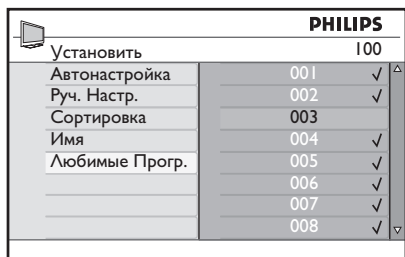 PHILIPS
Установить 100
Автонастройка 001 ✓
Руч. Настр. 002 ✓
Сортировка 003
Имя 004 ✓
Любимые Прогр. 005 ✓
006 ✓
007 ✓
008 ✓